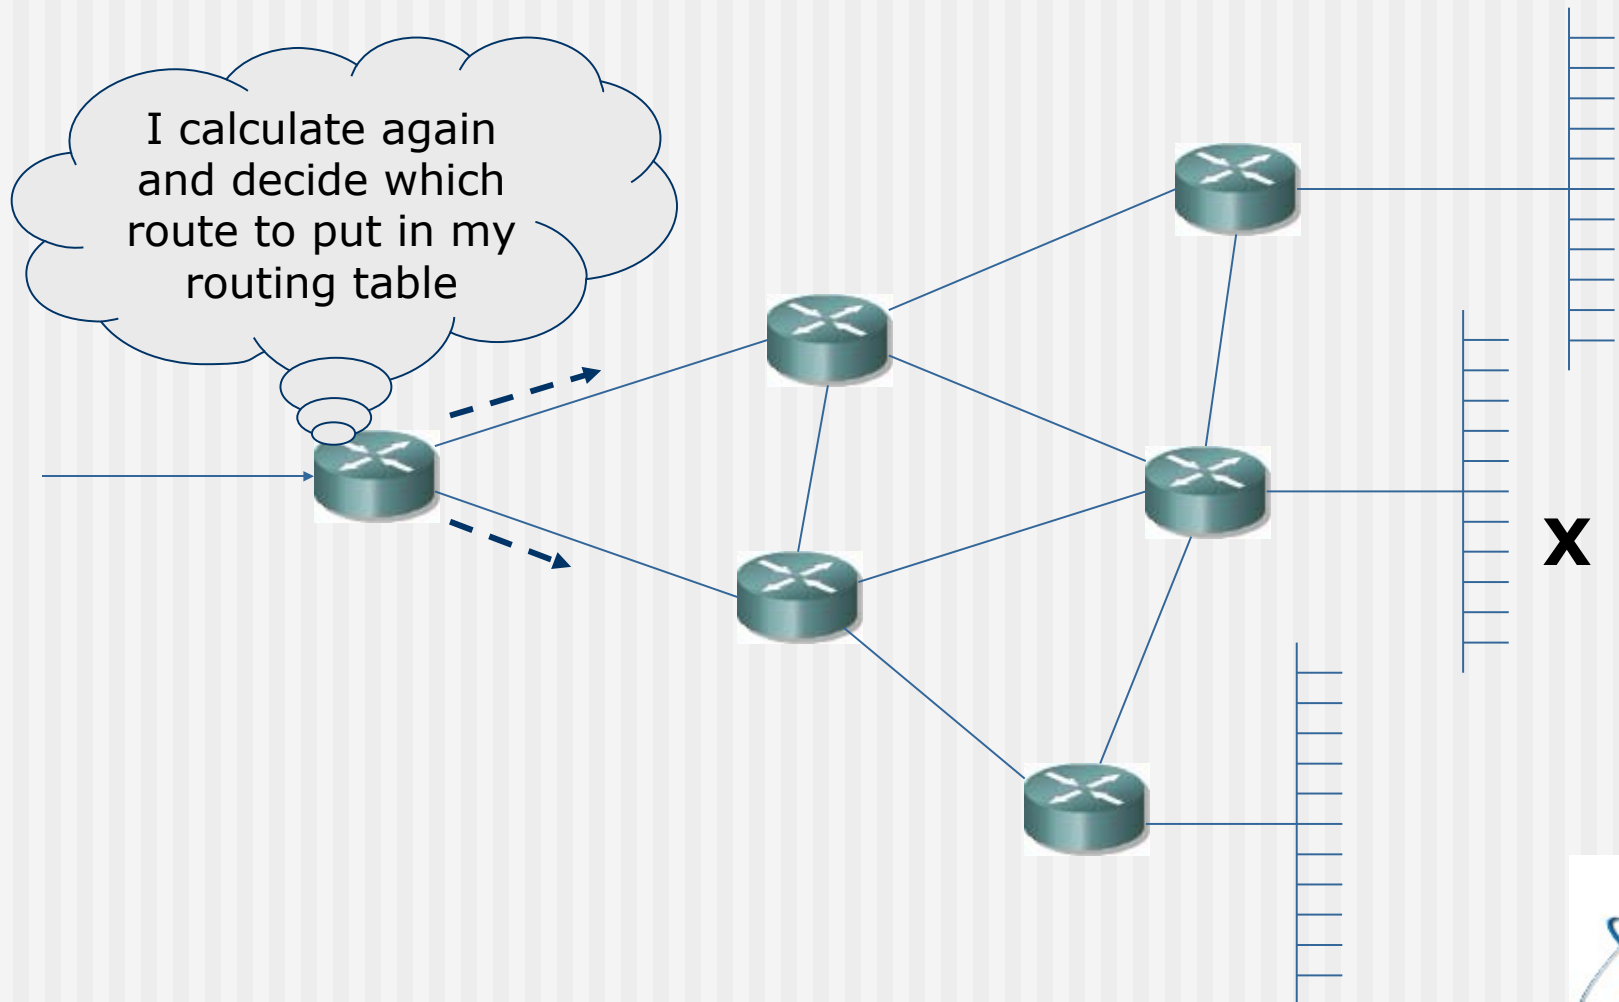 I calculate again
and decide which
route to put in my
routing table
X